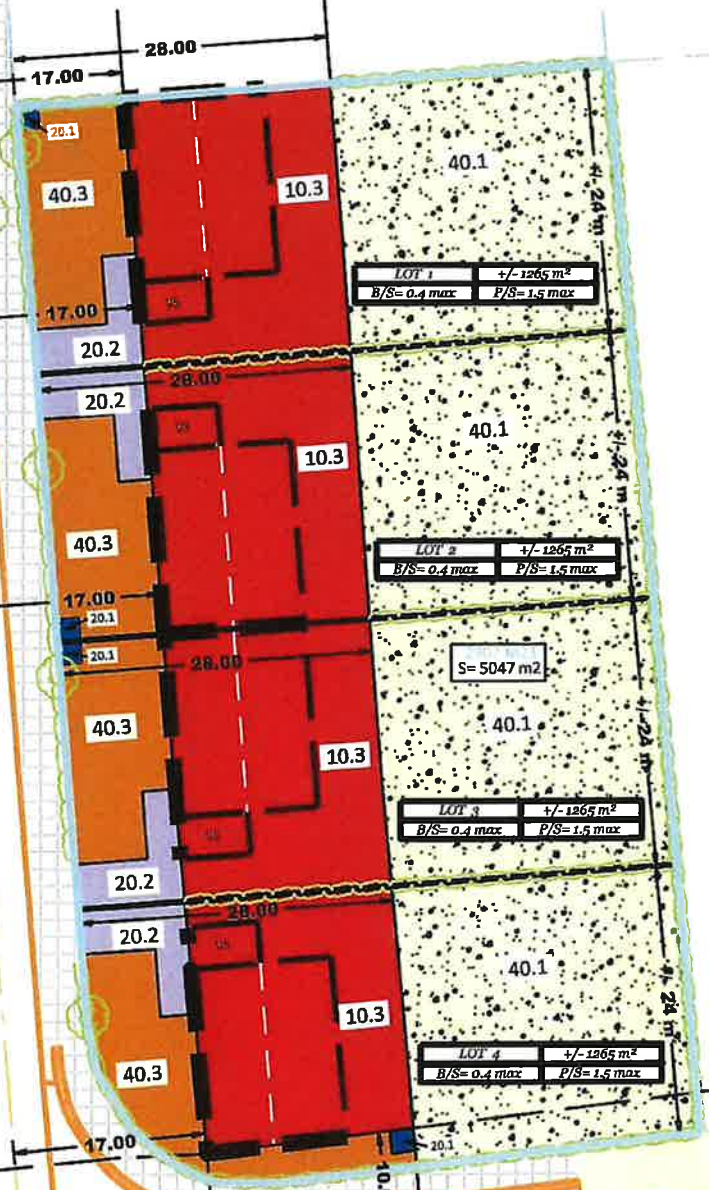 28.00
17.00
20.1
40.3
10.3
40.1
+/- 24 m
LOT 1 +/- 1265 m²
B/S= 0.4 max P/S= 1.5 max
17.00
20.2
28.00
20.2
40.1
10.3
+/- 24 m
40.3
LOT 2 +/- 1265 m²
B/S= 0.4 max P/S= 1.5 max
17.00
20.1
20.1
28.00
S= 5047 m2
40.3
40.1
10.3
+/- 24 m
LOT 3 +/- 1265 m²
B/S= 0.4 max P/S= 1.5 max
20.2
28.00
20.2
40.1
10.3
+/- 24 m
LOT 4 +/- 1265 m²
B/S= 0.4 max P/S= 1.5 max
40.3
17.00
20.1